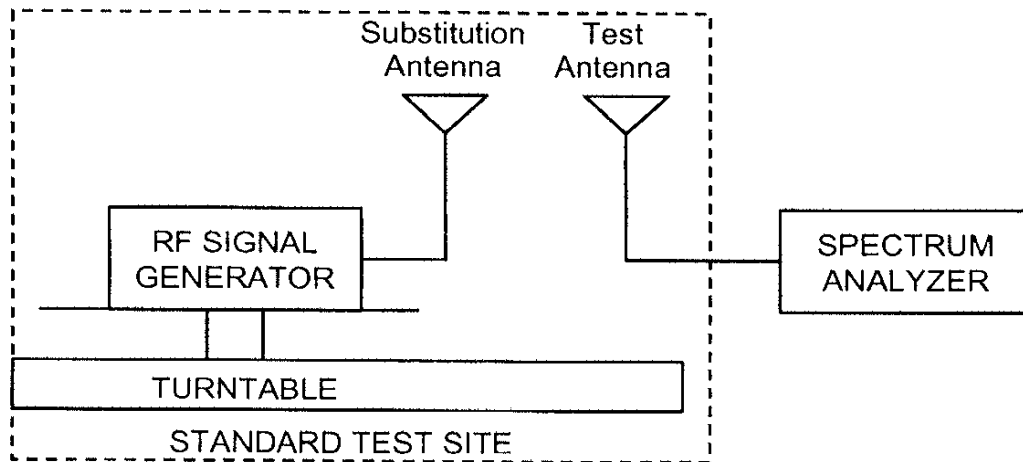 Substitution
Antenna
Test
Antenna
RF SIGNAL
GENERATOR
SPECTRUM
ANALYZER
TURNTABLE
STANDARD TEST SITE